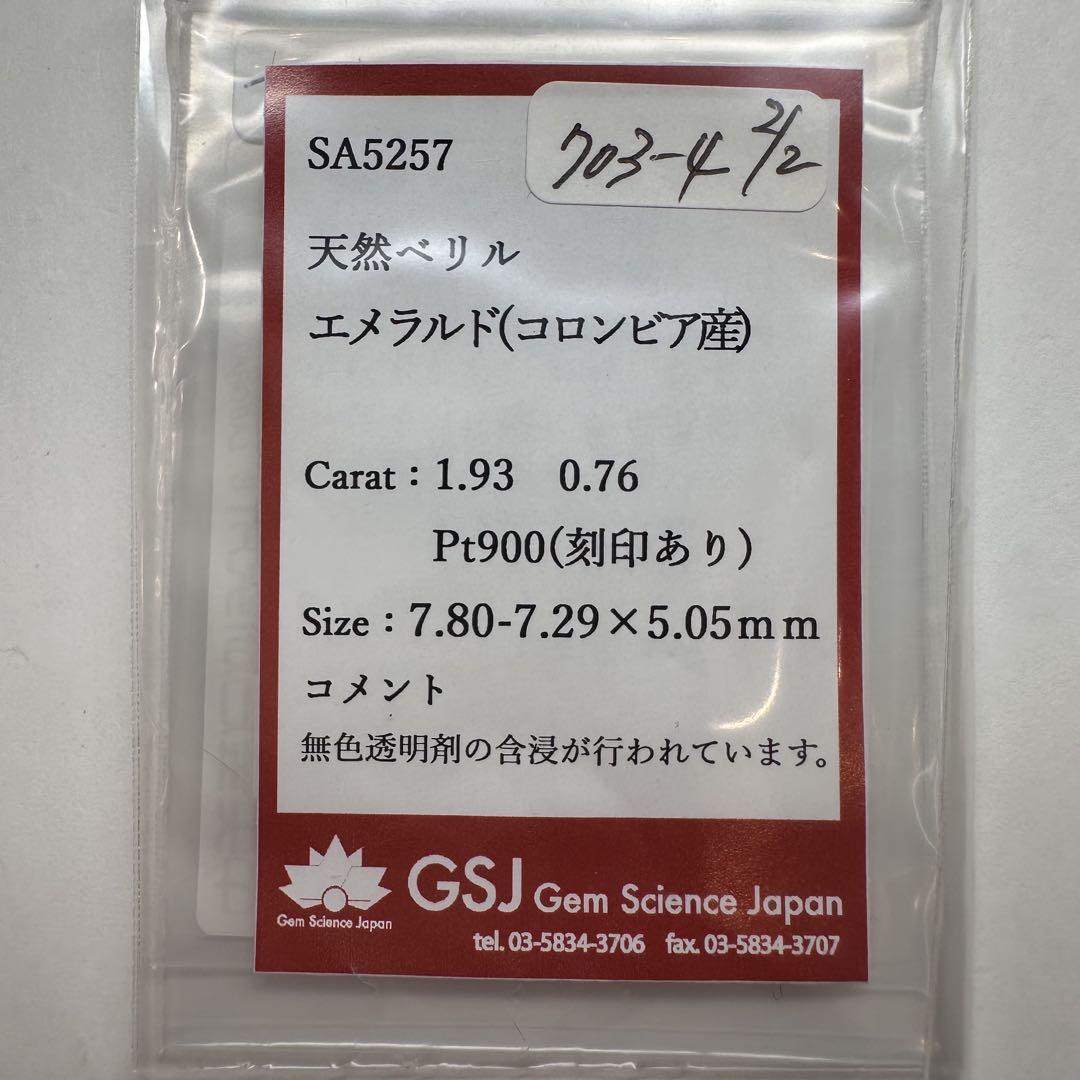 SA5257
703-4 2/2
天然ベリル
エメラルド(コロンビア産)
Carat：1.93 0.76
Pt900(刻印あり)
Size：7.80-7.29×5.05mm
コメント
無色透明剤の含浸が行われています。
Gem Science Japan
GSJ Gem Science Japan
tel. 03-5834-3706 fax. 03-5834-3707